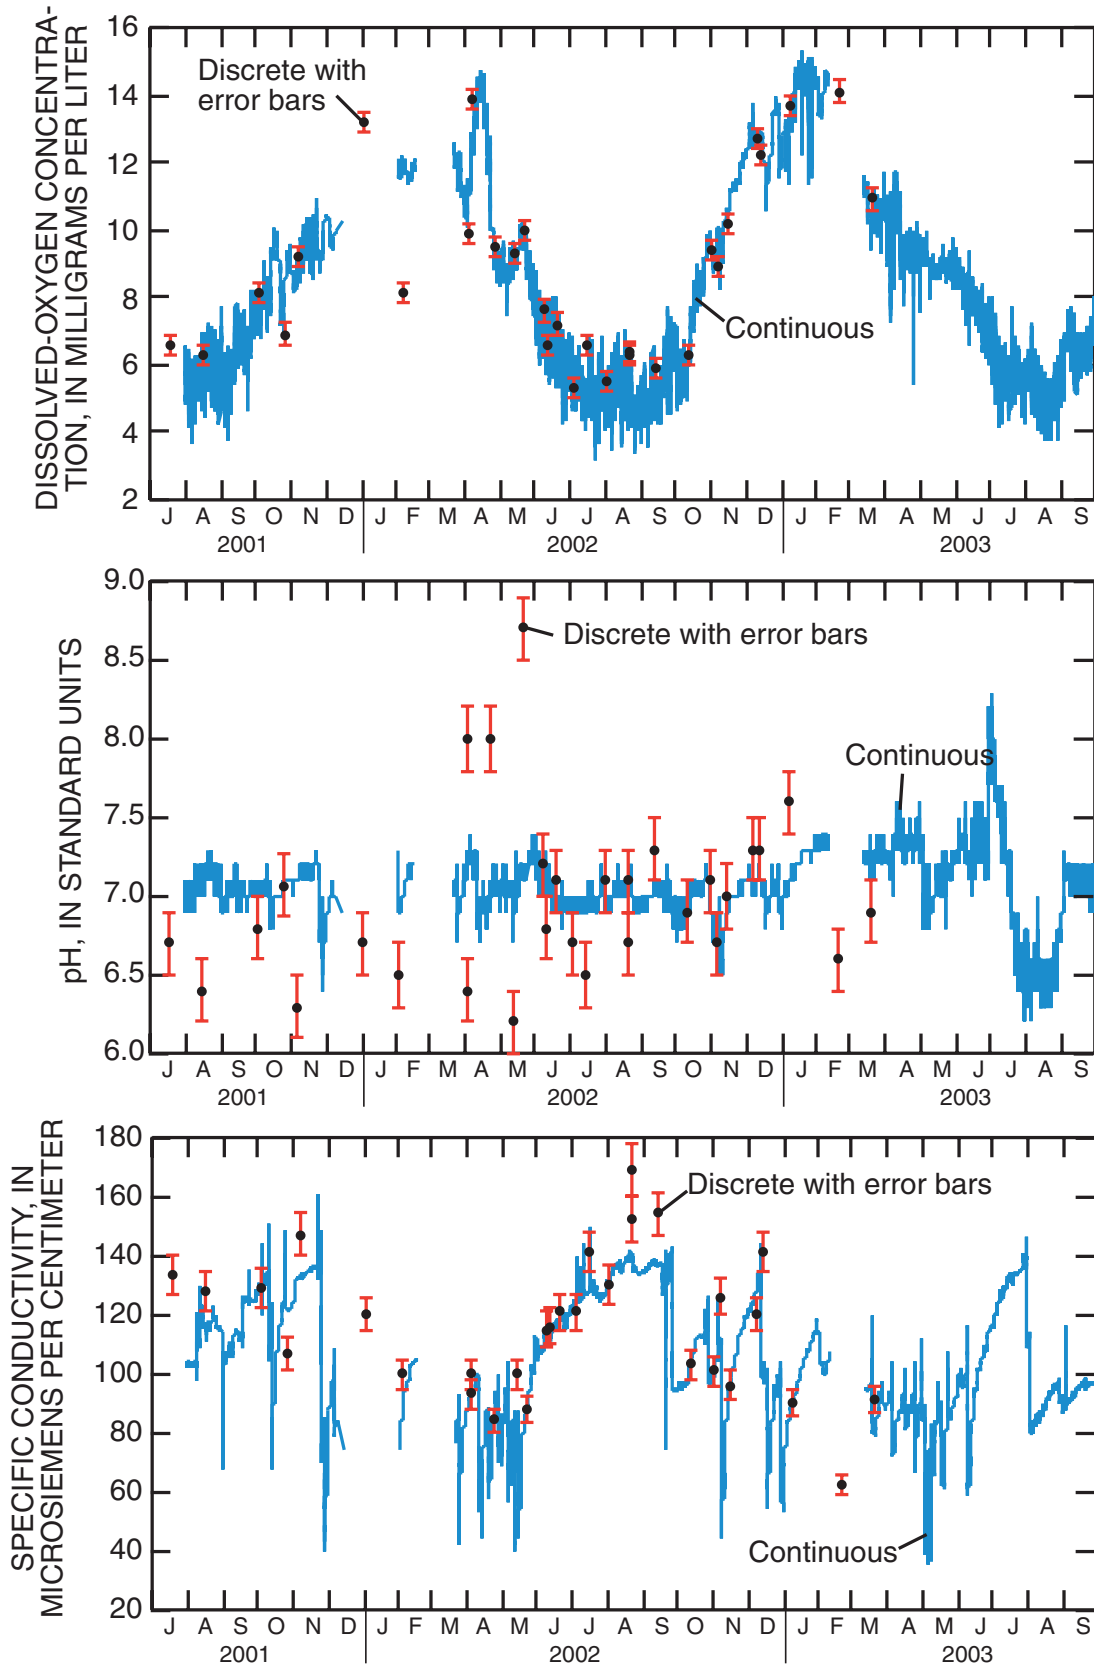 DISSOLVED-OXYGEN CONCENTRA-
TION, IN MILLIGRAMS PER LITER
16
14
12
10
8
6
4
2
Discrete with
error bars
Continuous
J A S O N D J F M A M J J A S O N D J F M A M J J A S
2001 2002 2003
pH, IN STANDARD UNITS
9.0
8.5
8.0
7.5
7.0
6.5
6.0
Discrete with error bars
Continuous
J A S O N D J F M A M J J A S O N D J F M A M J J A S
2001 2002 2003
SPECIFIC CONDUCTIVITY, IN
MICROSIEMENS PER CENTIMETER
180
160
140
120
100
80
60
40
20
Discrete with error bars
Continuous
J A S O N D J F M A M J J A S O N D J F M A M J J A S
2001 2002 2003